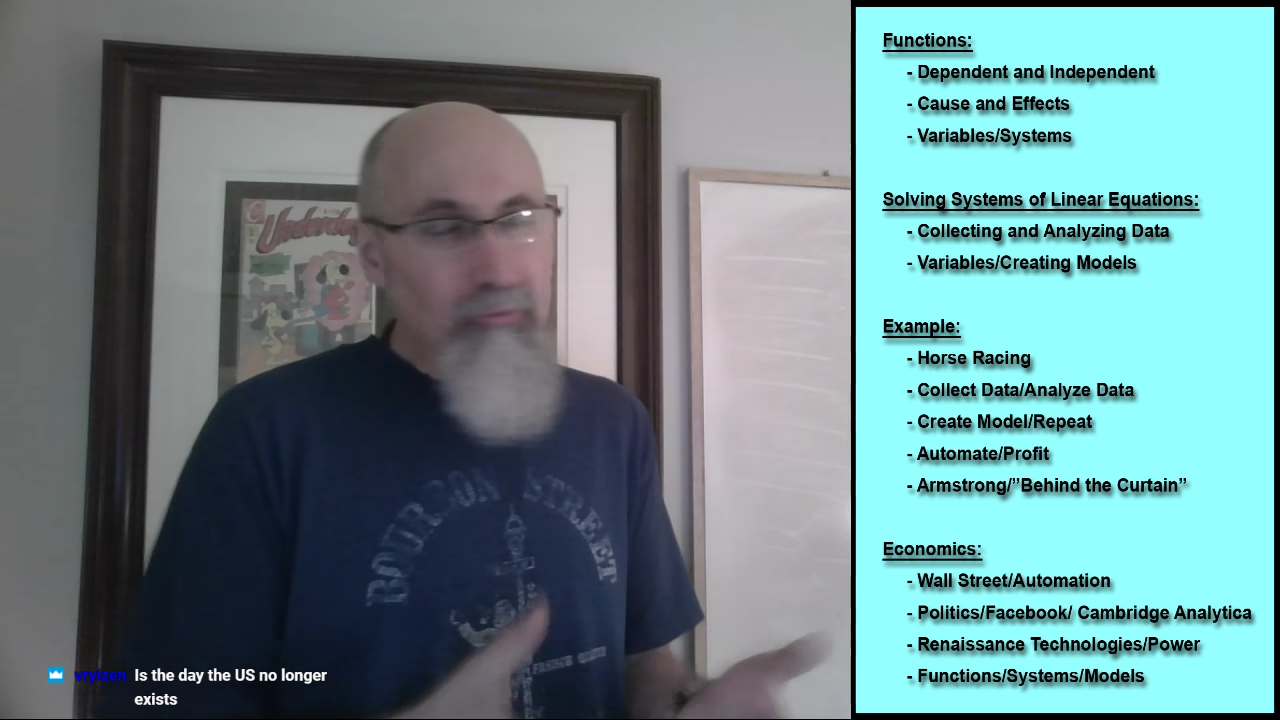 Functions:
- Dependent and Independent
- Cause and Effects
- Variables/Systems
Solving Systems of Linear Equations:
- Collecting and Analyzing Data
- Variables/Creating Models
Example:
- Horse Racing
- Collect Data/Analyze Data
- Create Model/Repeat
- Automate/Profit
- Armstrong/”Behind the Curtain”
Economics:
- Wall Street/Automation
- Politics/Facebook/ Cambridge Analytica
- Renaissance Technologies/Power
- Functions/Systems/Models
BOURBON STREET
vryizen Is the day the US no longer
exists